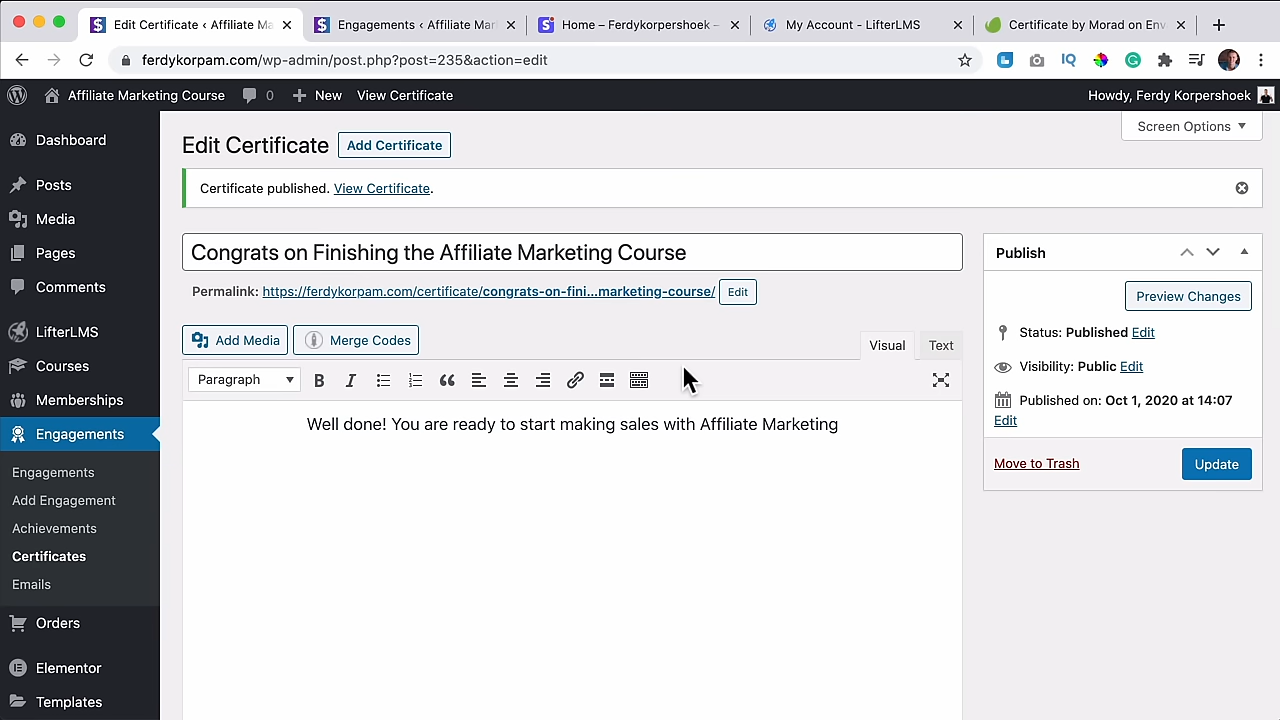 Edit Certificate ‹ Affiliate Ma
Engagements ‹ Affiliate Mar
Home – Ferdykorpershoek –
My Account - LifterLMS
Certificate by Morad on Env
ferdykorpam.com/wp-admin/post.php?post=235&action=edit
IQ
Affiliate Marketing Course
0
New
View Certificate
Howdy, Ferdy Korpershoek
Dashboard
Posts
Media
Pages
Comments
LifterLMS
Courses
Memberships
Engagements
Engagements
Add Engagement
Achievements
Certificates
Emails
Orders
Elementor
Templates
Screen Options
Edit Certificate
Add Certificate
Certificate published. View Certificate.
Congrats on Finishing the Affiliate Marketing Course
Permalink: https://ferdykorpam.com/certificate/congrats-on-fini...marketing-course/ Edit
Add Media
Merge Codes
Visual
Text
Paragraph
B
I
Well done! You are ready to start making sales with Affiliate Marketing
Publish
Preview Changes
Status: Published Edit
Visibility: Public Edit
Published on: Oct 1, 2020 at 14:07
Edit
Move to Trash
Update